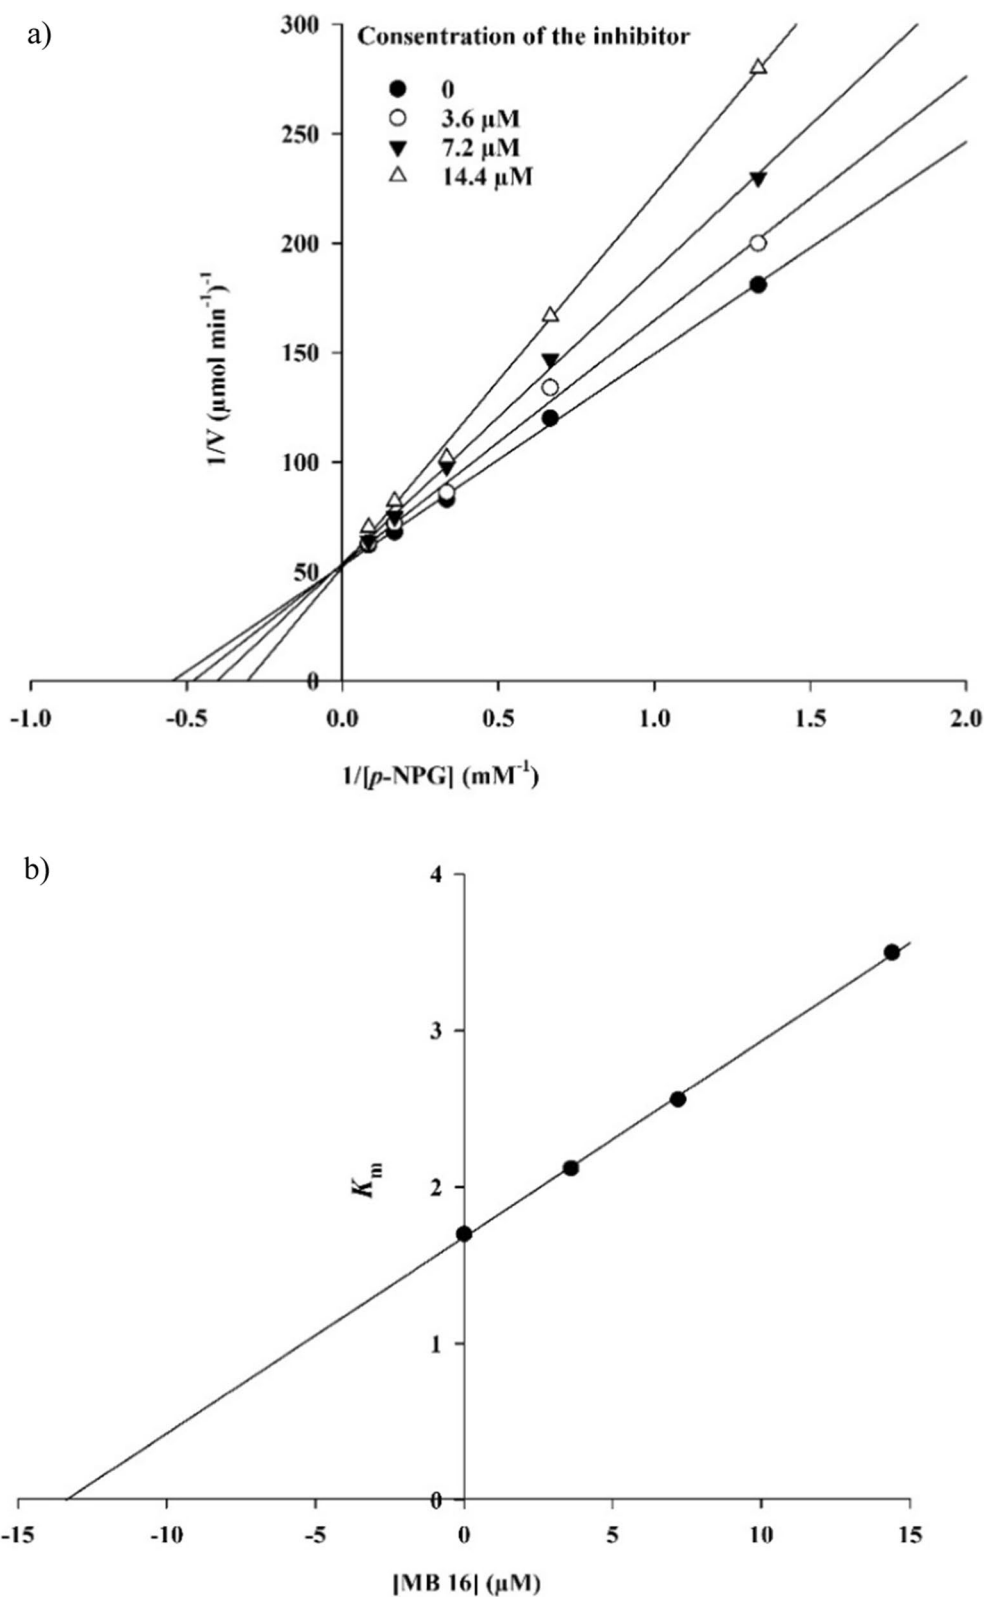 a)
300
250
200
150
100
50
0
Consentration of the inhibitor
0
3.6 µM
7.2 µM
14.4 µM
1/V (µmol min⁻¹)⁻¹
-1.0 -0.5 0.0 0.5 1.0 1.5 2.0
1/[p-NPG] (mM⁻¹)
b)
4
3
2
1
0
Km
-15 -10 -5 0 5 10 15
[MB 16] (µM)